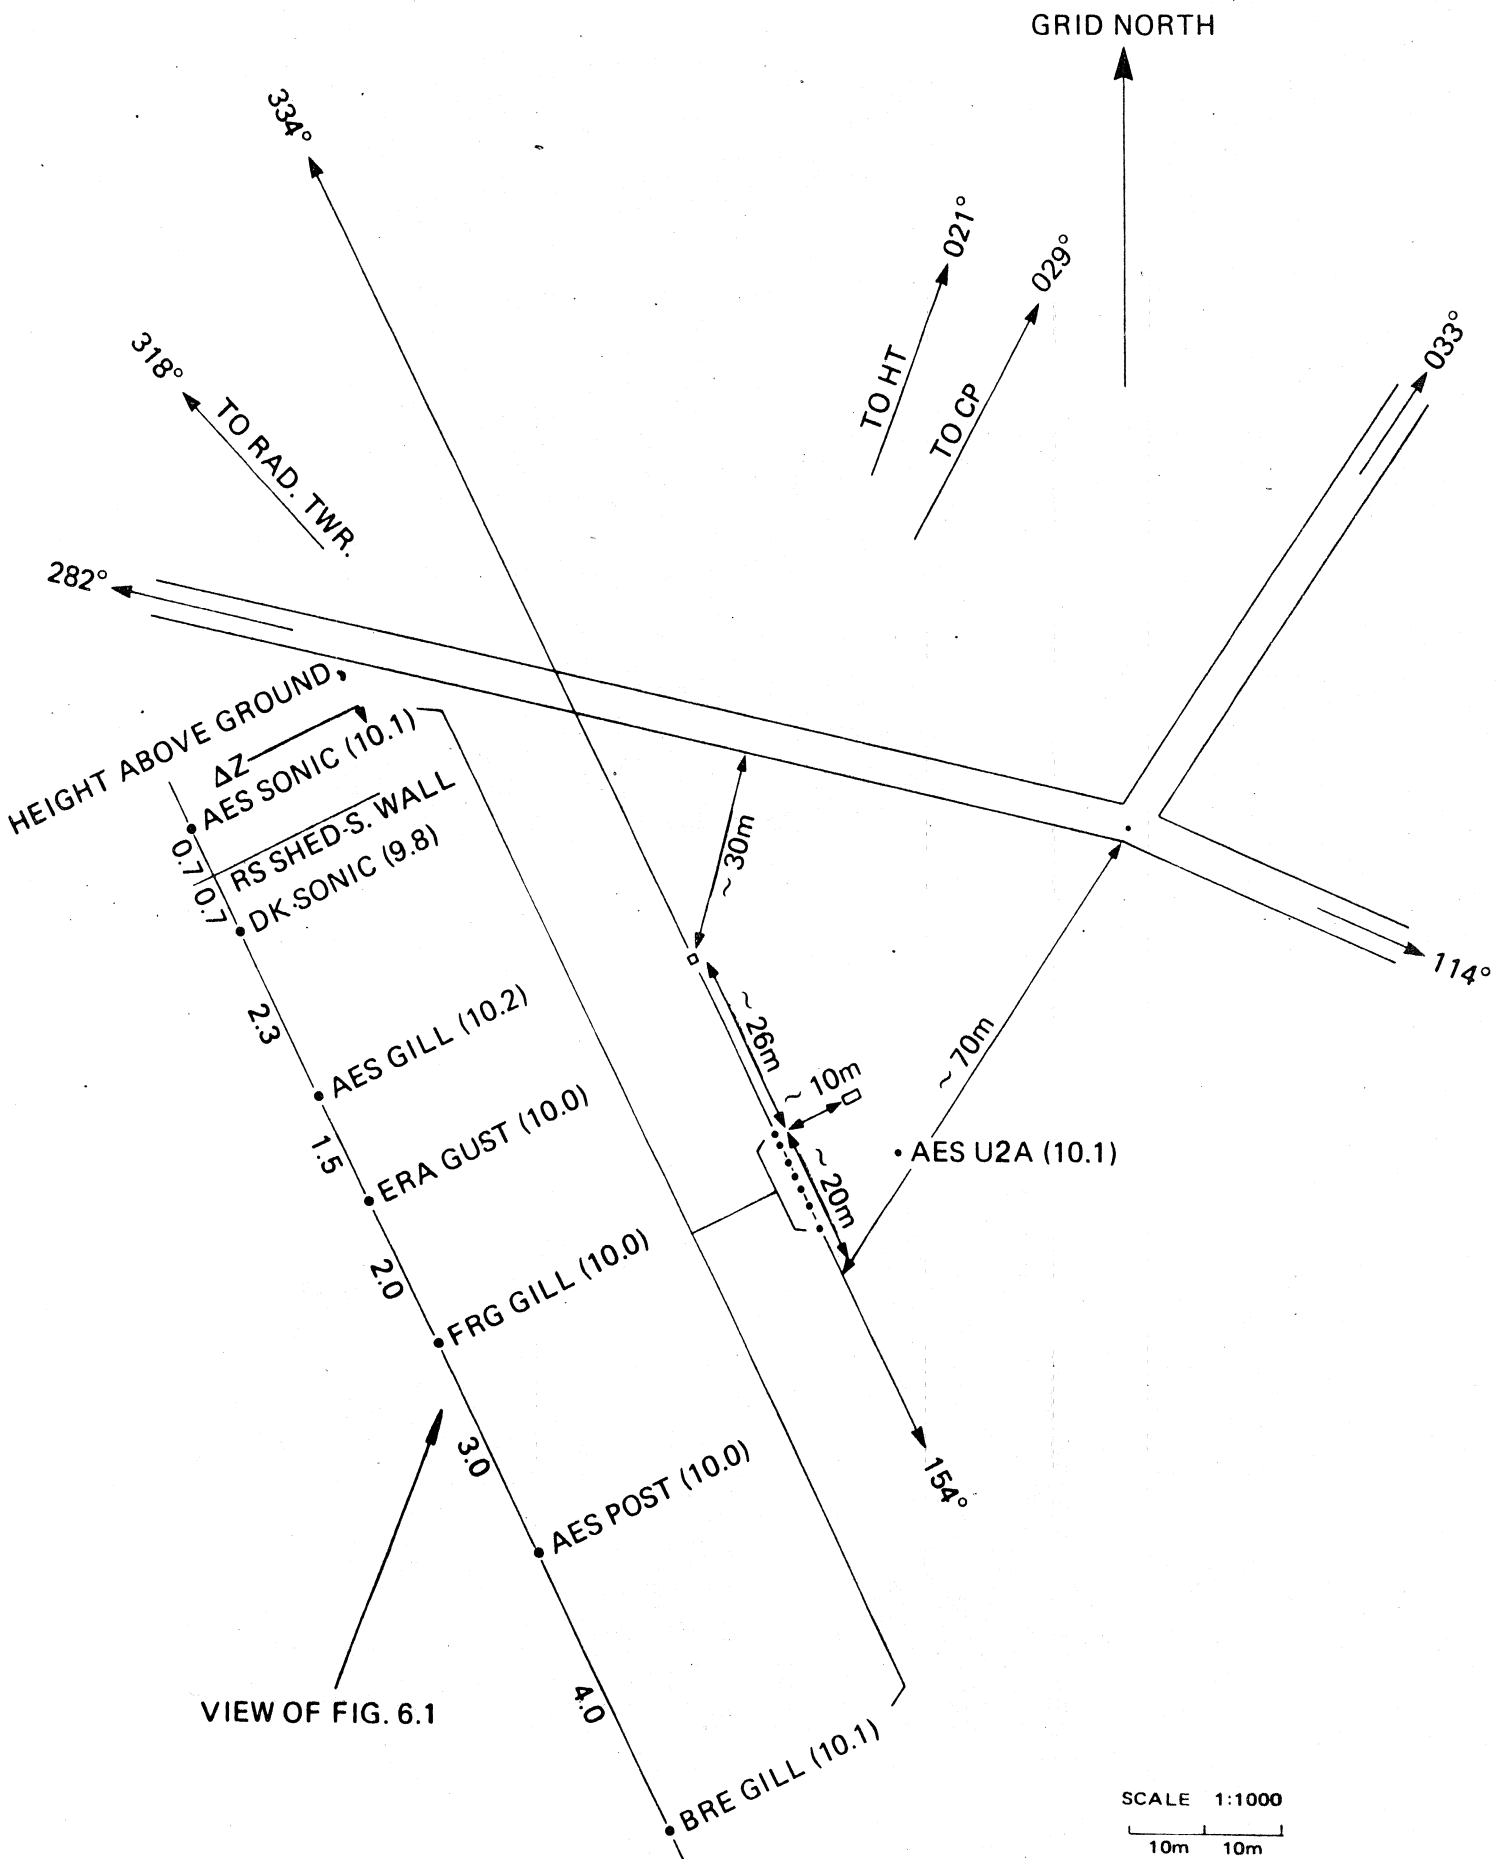 GRID NORTH
334°
021°
029°
033°
318°
TO HT
TO CP
TO RAD. TWR.
282°
HEIGHT ABOVE GROUND,
ΔZ
AES SONIC (10.1)
0.7
RS SHED-S. WALL
0.7
DK.SONIC (9.8)
~ 30m
114°
2.3
AES GILL (10.2)
~ 26m
~ 10m
~ 70m
1.5
ERA GUST (10.0)
AES U2A (10.1)
~ 20m
2.0
FRG GILL (10.0)
3.0
AES POST (10.0)
154°
VIEW OF FIG. 6.1
4.0
BRE GILL (10.1)
SCALE 1:1000
10m 10m